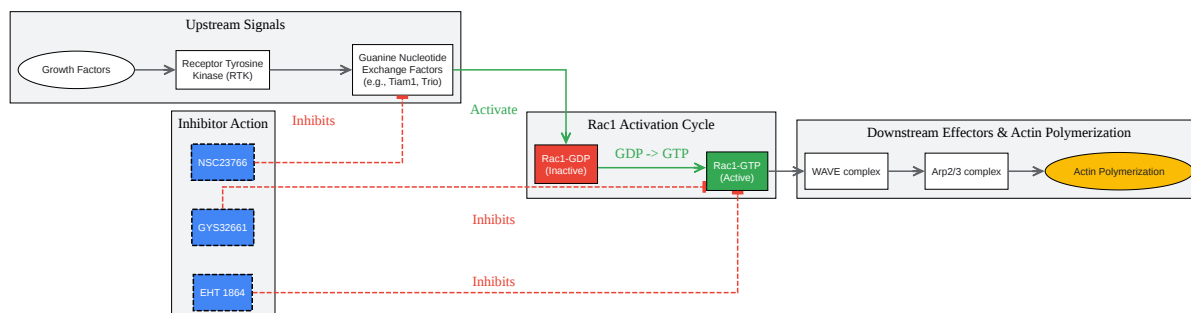 Upstream Signals
Growth Factors
Receptor Tyrosine
Kinase (RTK)
Guanine Nucleotide
Exchange Factors
(e.g., Tiam1, Trio)
Inhibitor Action
NSC23766
GYS32661
EHT 1864
Inhibits
Inhibits
Inhibits
Activate
Rac1 Activation Cycle
Rac1-GDP
(Inactive)
GDP -> GTP
Rac1-GTP
(Active)
Downstream Effectors & Actin Polymerization
WAVE complex
Arp2/3 complex
Actin Polymerization